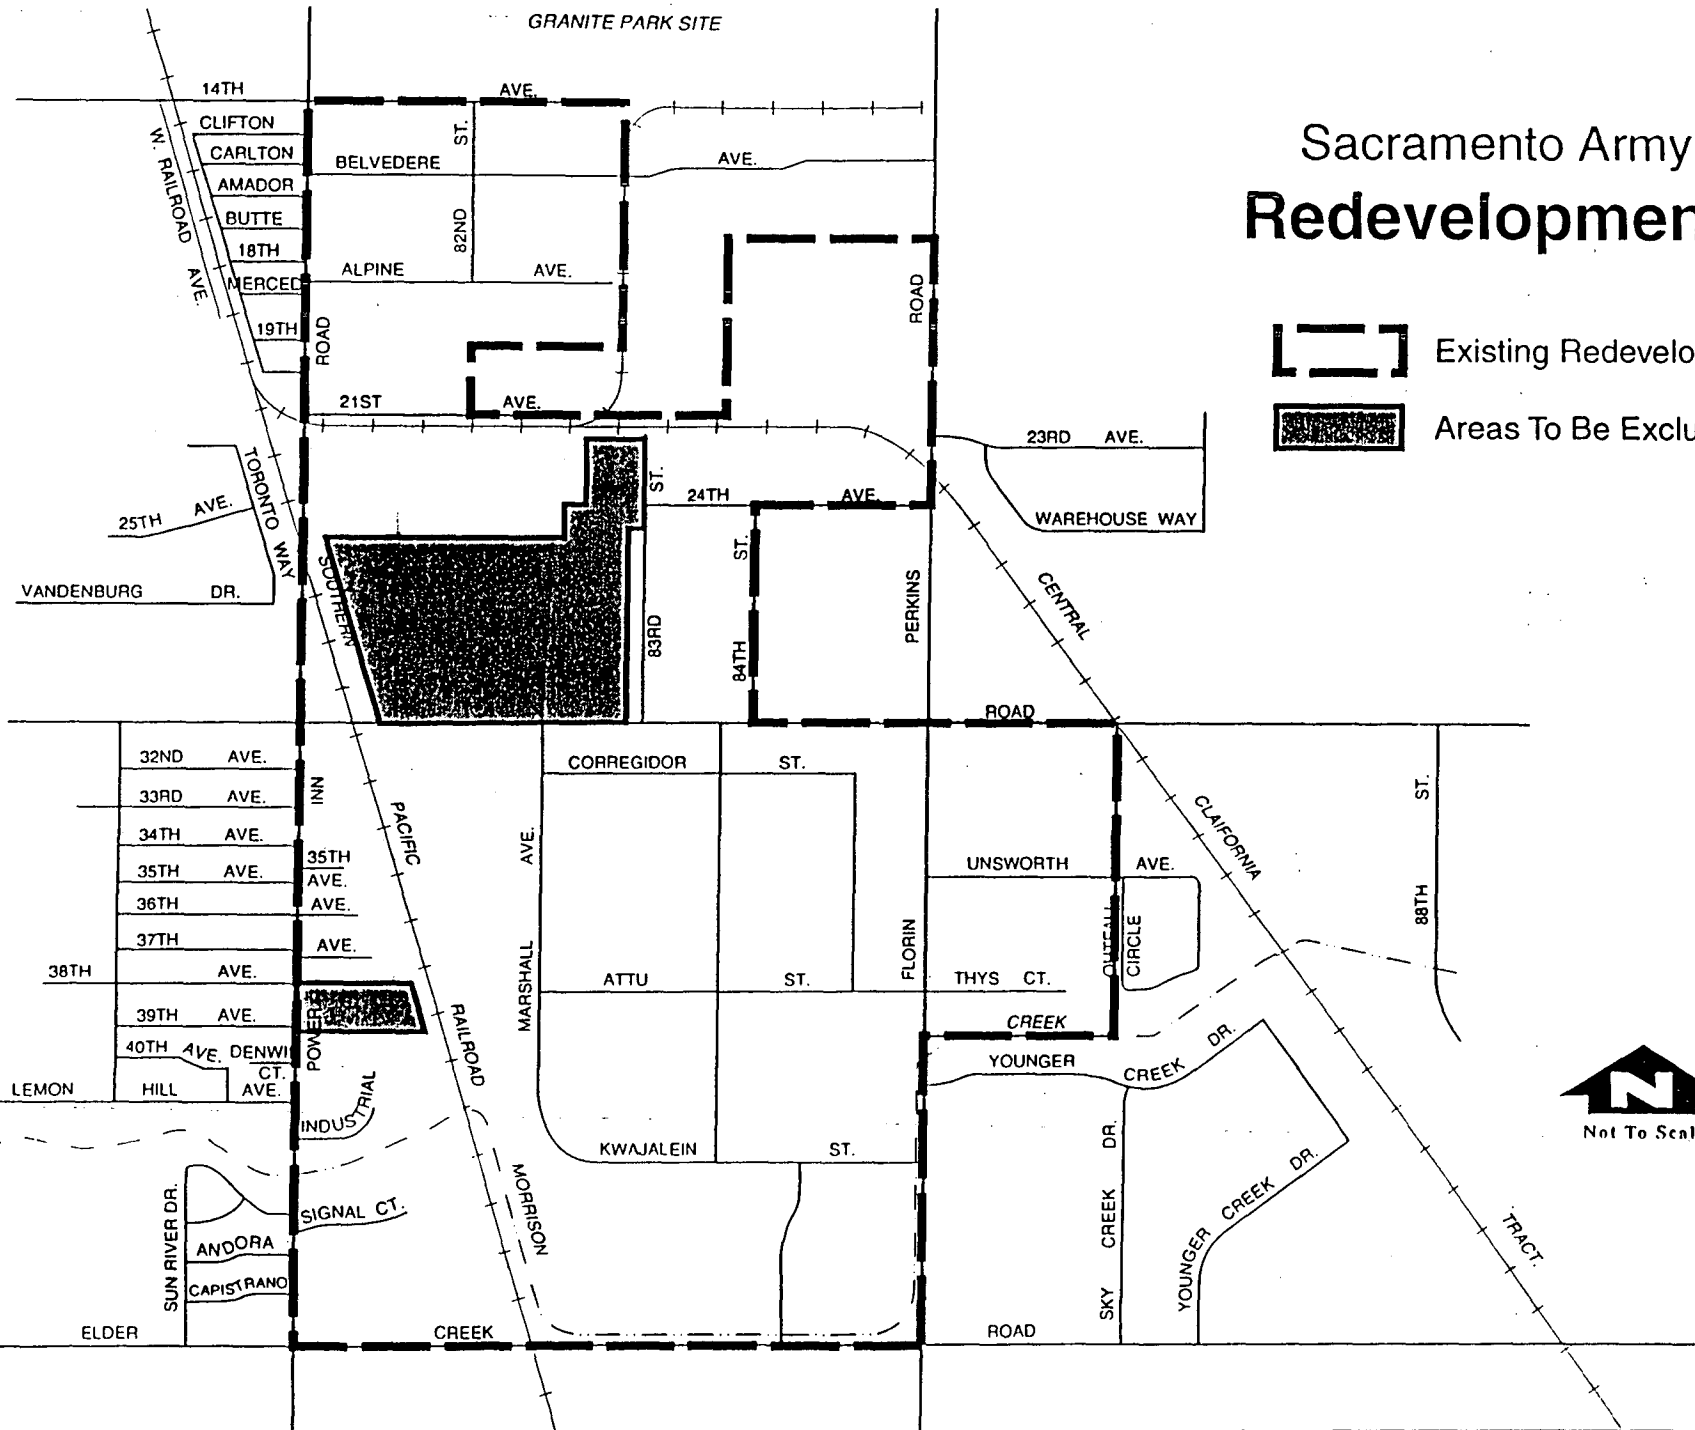 GRANITE PARK SITE
14TH AVE.
CLIFTON
CARLTON
AMADOR
BUTTE
18TH
MERCED
19TH
W. RAILROAD AVE.
BELVEDERE AVE.
82ND ST.
ALPINE AVE.
ROAD
ROAD
21ST AVE.
Sacramento Army
Redevelopmen
Existing Redevelo
Areas To Be Exclu
23RD AVE.
WAREHOUSE WAY
TORONTO WAY
25TH AVE.
VANDENBURG DR.
SOUTHERN
ST.
24TH AVE.
83RD
84TH ST.
PERKINS
CENTRAL
ROAD
32ND AVE.
33RD AVE.
34TH AVE.
35TH AVE.
36TH AVE.
37TH
38TH AVE.
39TH AVE.
40TH AVE.
DENWI
CT.
LEMON HILL AVE.
INN
35TH
AVE.
AVE.
AVE.
POWER
PACIFIC
RAILROAD
INDUSTRIAL
CORREGIDOR ST.
MARSHALL AVE.
ATTU ST.
KWAJALEIN ST.
FLORIN
UNSWORTH AVE.
CIRCLE
THYS CT.
CREEK
YOUNGER CREEK DR.
CLAIFORNIA
88TH ST.
N
Not To Scal
SUN RIVER DR.
SIGNAL CT.
ANDORA
CAPISTRANO
MORRISON
SKY CREEK DR.
YOUNGER CREEK DR.
TRACT.
ELDER CREEK ROAD